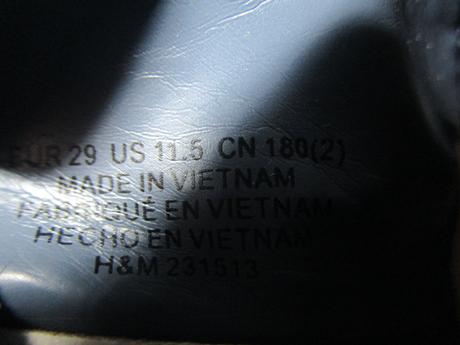 EUR 29 US 11.5 CN 180(2)
MADE IN VIETNAM
FABRIQUÉ EN VIETNAM
HECHO EN VIETNAM
H&M 231513